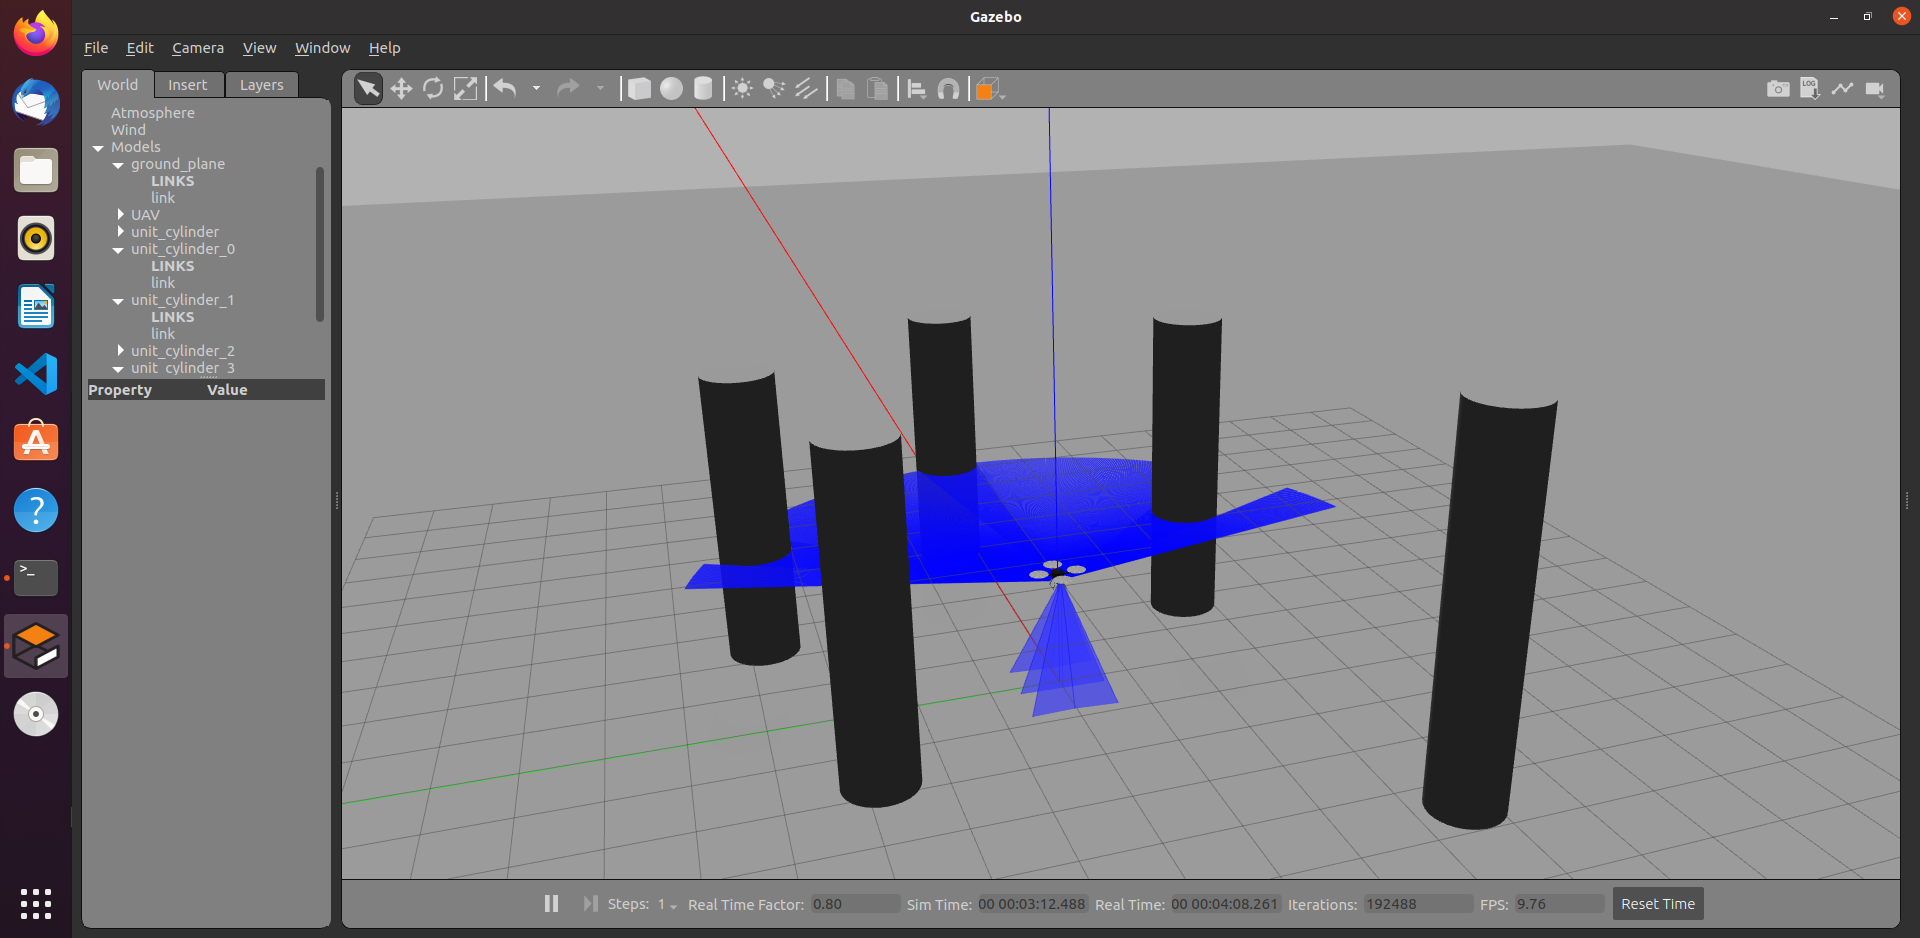 Gazebo
File Edit Camera View Window Help
World Insert Layers
Atmosphere
Wind
Models
ground_plane
LINKS
link
UAV
unit_cylinder
unit_cylinder_0
LINKS
link
unit_cylinder_1
LINKS
link
unit_cylinder_2
unit_cylinder_3
Property Value
LOG
Steps: 1 Real Time Factor: 0.80 Sim Time: 00 00:03:12.488 Real Time: 00 00:04:08.261 Iterations: 192488 FPS: 9.76 Reset Time